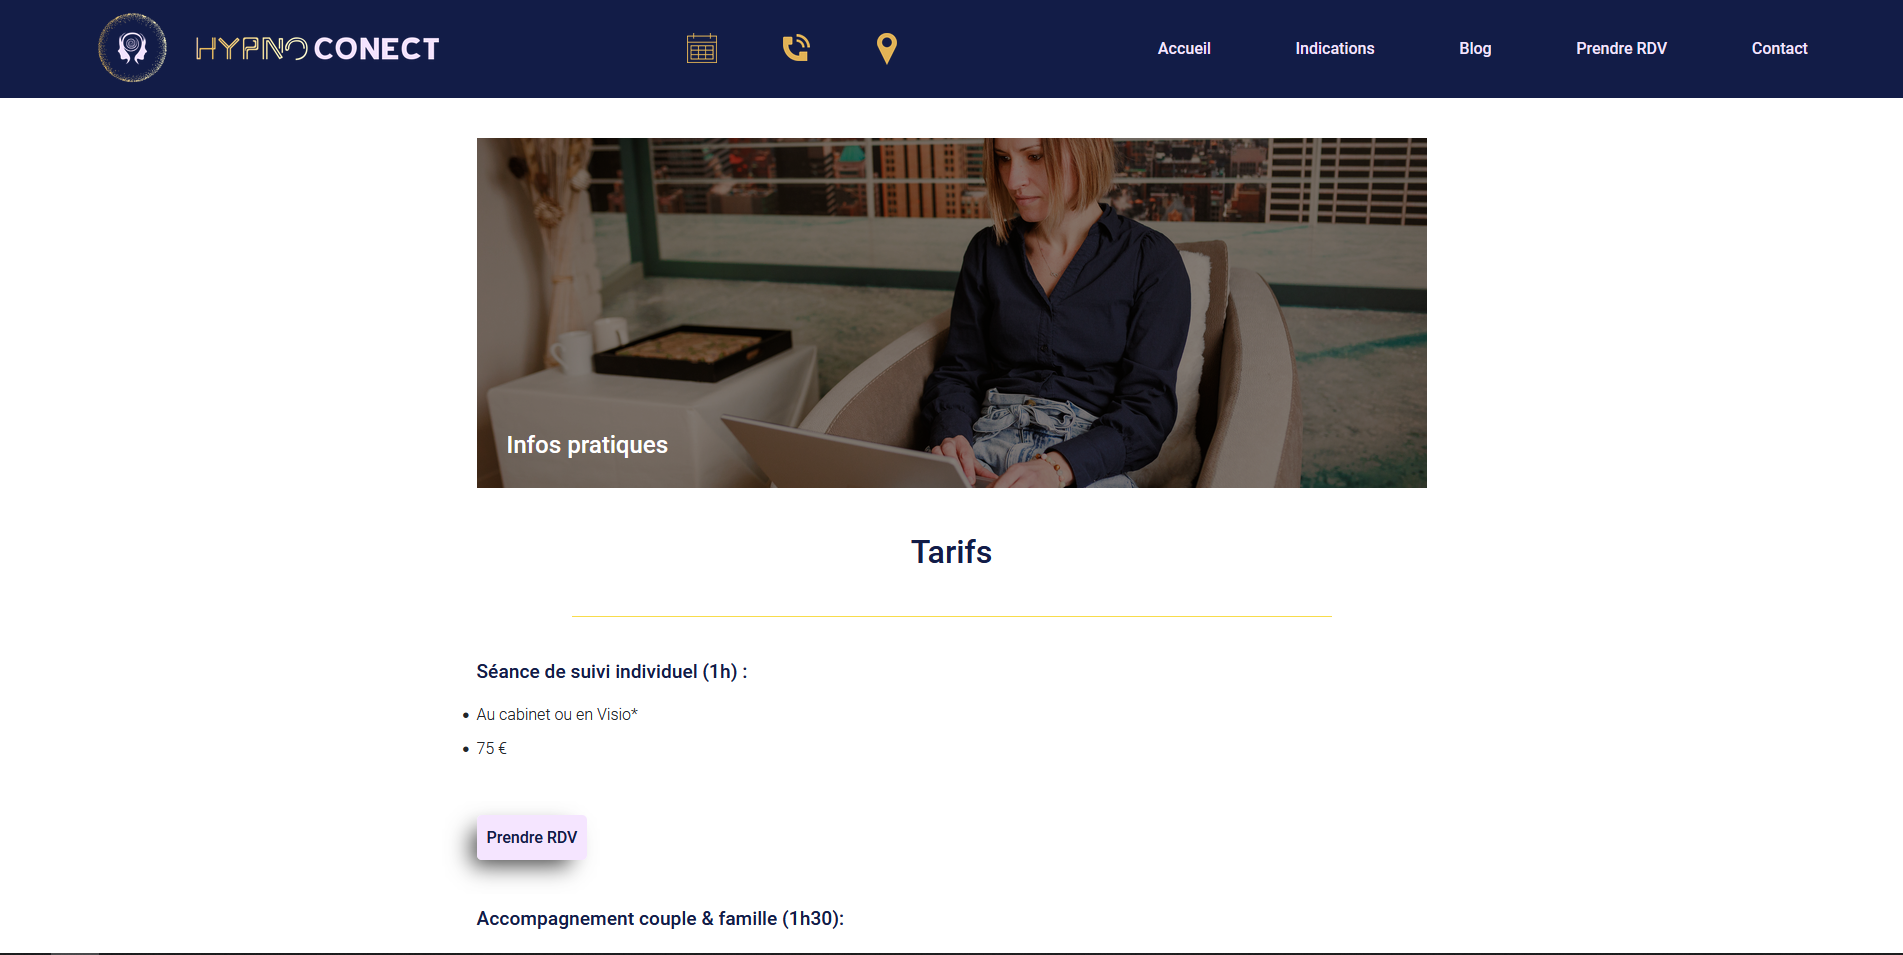 HYPNO CONECT
Accueil Indications Blog Prendre RDV Contact
Infos pratiques
Tarifs
Séance de suivi individuel (1h) :
Au cabinet ou en Visio*
75 €
Prendre RDV
Accompagnement couple & famille (1h30):